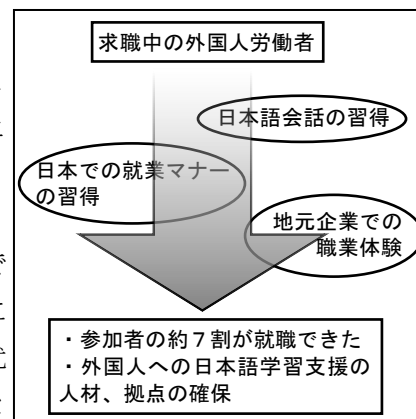 求職中の外国人労働者
日本語会話の習得
日本での就業マナー
の習得
地元企業での
職業体験
・参加者の約７割が就職できた
・外国人への日本語学習支援の
人材、拠点の確保